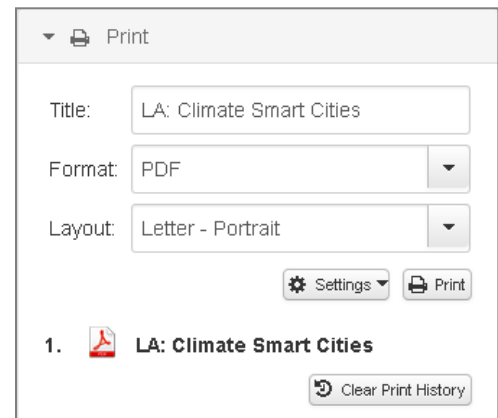 Print
Title: LA: Climate Smart Cities
Format: PDF
Layout: Letter - Portrait
Settings Print
1. LA: Climate Smart Cities
Clear Print History